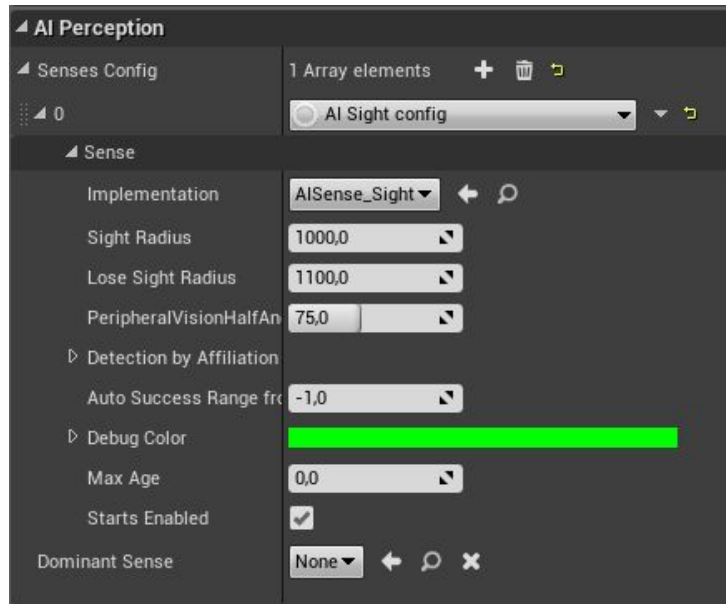 AI Perception
Senses Config 1 Array elements
0 AI Sight config
Sense
Implementation AISense_Sight
Sight Radius 1000,0
Lose Sight Radius 1100,0
PeripheralVisionHalfAn 75,0
Detection by Affiliation
Auto Success Range fro -1,0
Debug Color
Max Age 0,0
Starts Enabled
Dominant Sense None